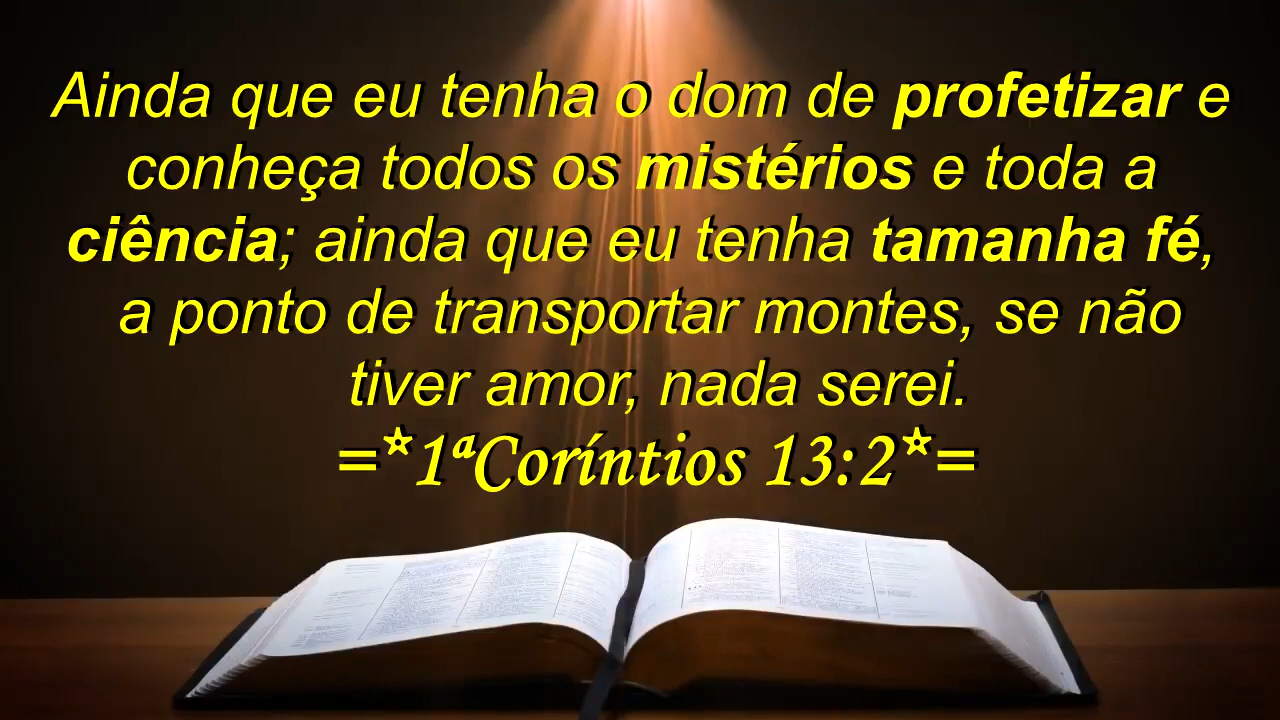 Ainda que eu tenha o dom de profetizar e
conheça todos os mistérios e toda a
ciência; ainda que eu tenha tamanha fé,
a ponto de transportar montes, se não
tiver amor, nada serei.
=*1ªCoríntios 13:2*=